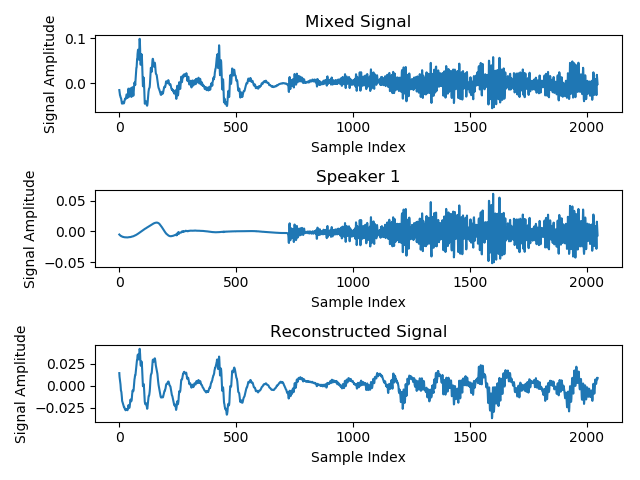 Mixed Signal
Signal Amplitude
0.1
0.0
0 500 1000 1500 2000
Sample Index
Speaker 1
Signal Amplitude
0.05
0.00
−0.05
0 500 1000 1500 2000
Sample Index
Reconstructed Signal
Signal Amplitude
0.025
0.000
−0.025
0 500 1000 1500 2000
Sample Index